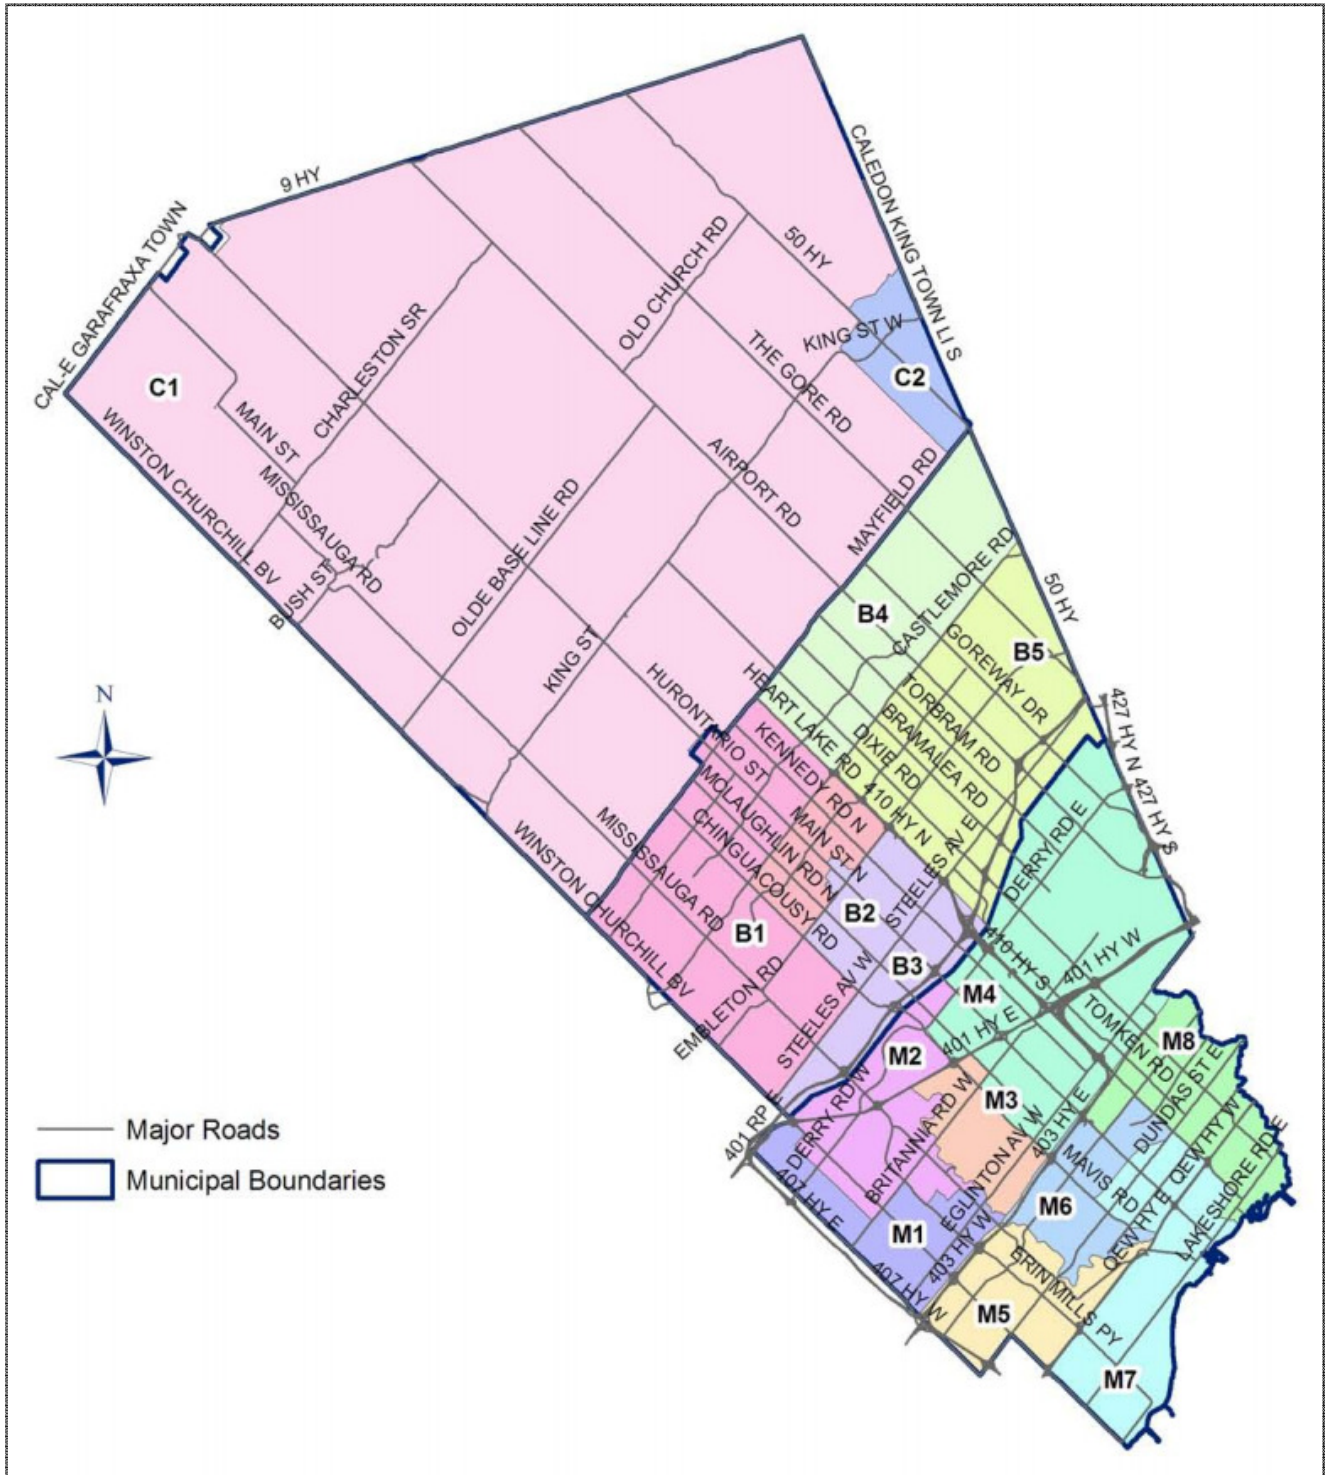 9 HY
CALEDON KING TOWN LI S
CAL-E GARAFRAXA TOWN
50 HY
OLD CHURCH RD
CHARLESTON SR
KING ST W
THE GORE RD
C2
C1
MAIN ST
WINSTON CHURCHILL BV
MISSISSAUGA RD
AIRPORT RD
MAYFIELD RD
OLDE BASE LINE RD
BUSH ST
CASTLEMORE RD
50 HY
B4
KING ST
GOREWAY DR
B5
HURONTARIO ST
HEART LAKE RD
TORBRAM RD
BRAMALEA RD
DIXIE RD
427 HY N
427 HY S
N
KENNEDY RD N
410 HY N
MCLAUGHLIN RD N
MAIN ST N
CHINGUACOUSY RD
MISSISSAUGA RD
WINSTON CHURCHILL BV
STEELES AV E
DERRY RD E
B2
B1
B3
410 HY S
401 HY W
EMBLETON RD
STEELES AV W
M4
401 HY E
TOMKEN RD
M8
M2
DUNDAS ST E
M3
403 HY E
QEW HY W
LAKESHORE RD E
401 RP E
DERRY RD W
BRITANNIA RD W
EGLINTON AV W
MAVIS RD
407 HY E
M6
QEW HY E
M1
403 HY W
407 HY W
ERIN MILLS PY
M5
M7
Major Roads
Municipal Boundaries